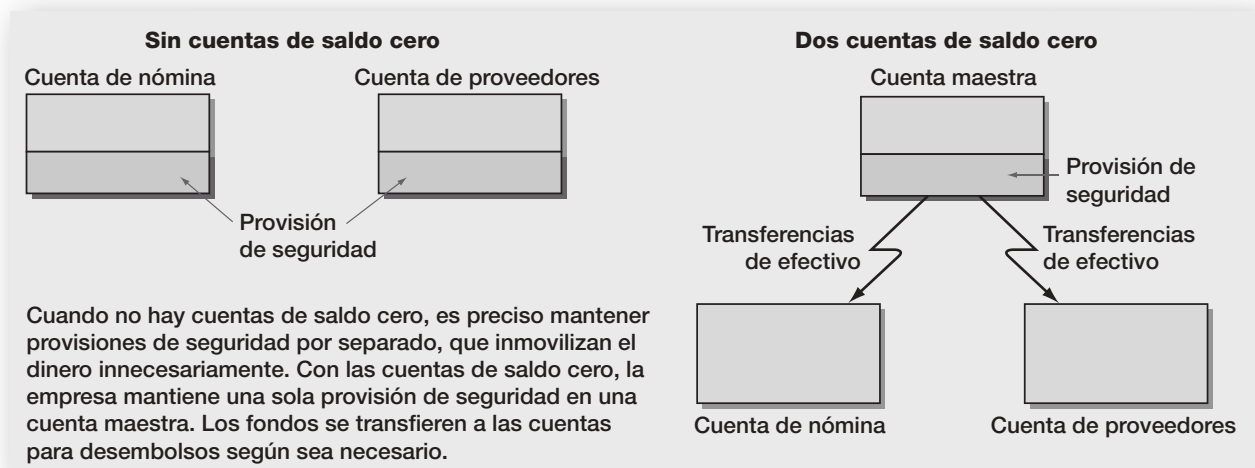 Sin cuentas de saldo cero
Cuenta de nómina
Cuenta de proveedores
Provisión
de seguridad
Cuando no hay cuentas de saldo cero, es preciso mantener
provisiones de seguridad por separado, que inmovilizan el
dinero innecesariamente. Con las cuentas de saldo cero, la
empresa mantiene una sola provisión de seguridad en una
cuenta maestra. Los fondos se transfieren a las cuentas
para desembolsos según sea necesario.
Dos cuentas de saldo cero
Cuenta maestra
Provisión de
seguridad
Transferencias
de efectivo
Transferencias
de efectivo
Cuenta de nómina
Cuenta de proveedores